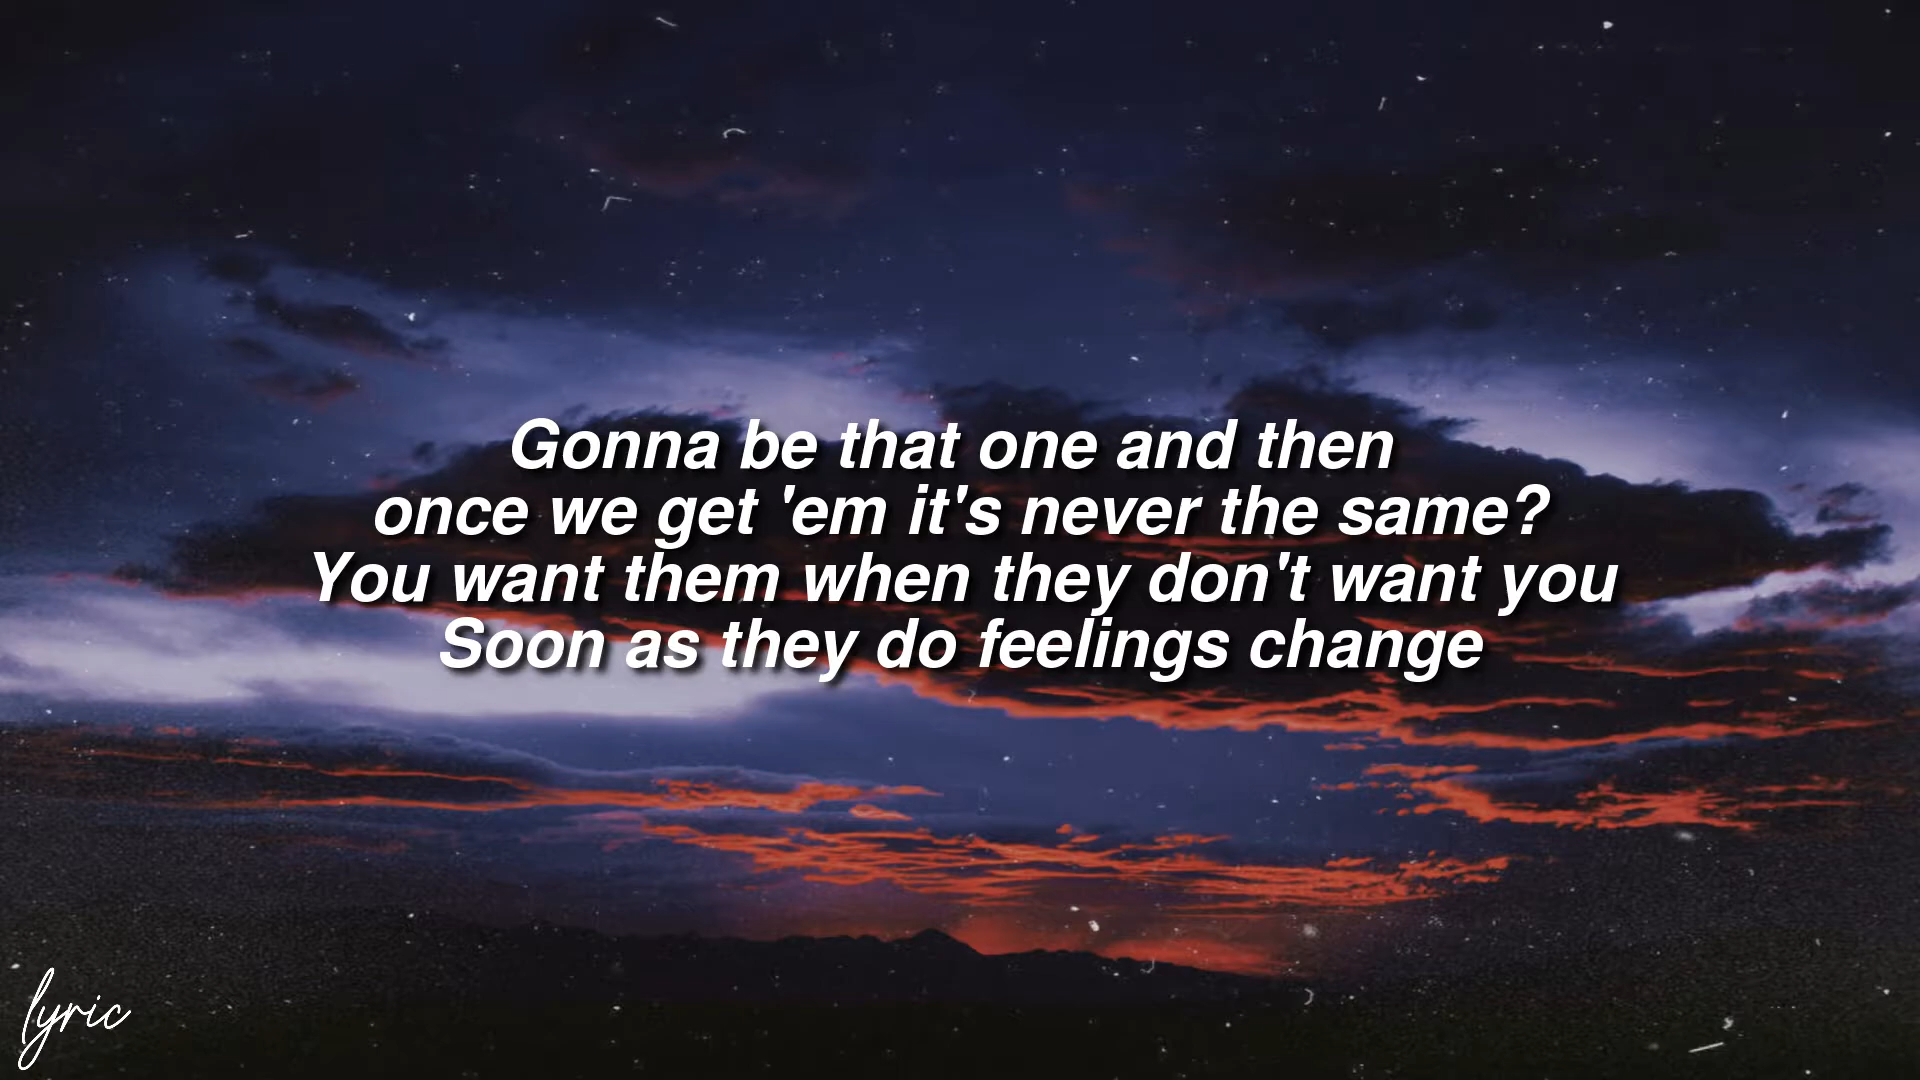 Gonna be that one and then
once we get 'em it's never the same?
You want them when they don't want you
Soon as they do feelings change
lyric